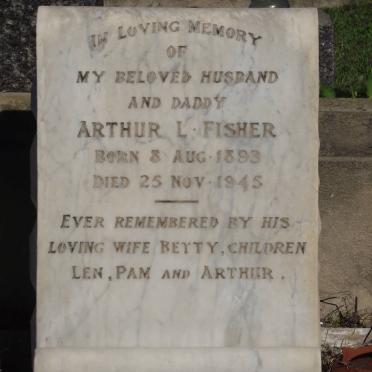 IN LOVING MEMORY
OF
MY BELOVED HUSBAND
AND DADDY
ARTHUR L. FISHER
BORN 8 AUG. 1893
DIED 25 NOV. 1945
EVER REMEMBERED BY HIS
LOVING WIFE BETTY, CHILDREN
LEN, PAM AND ARTHUR.